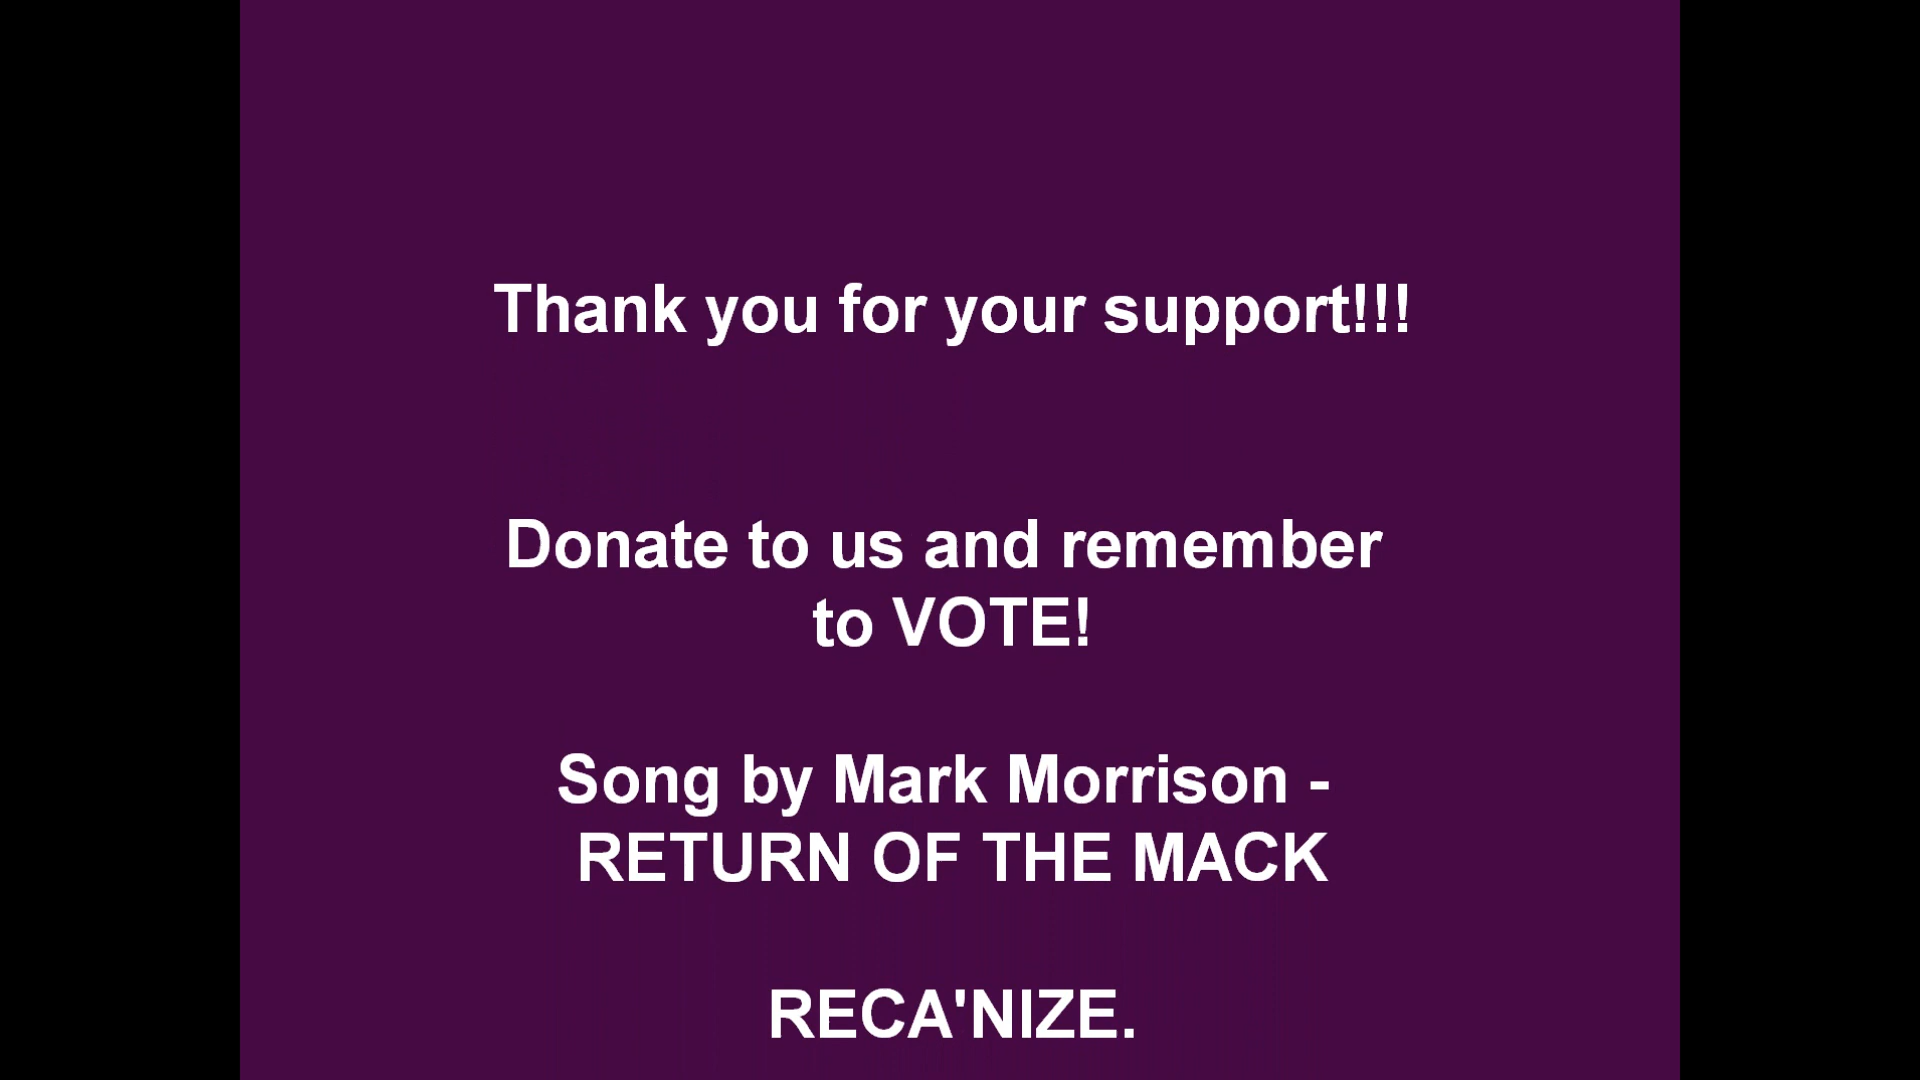 Thank you for your support!!!
Donate to us and remember
to VOTE!
Song by Mark Morrison -
RETURN OF THE MACK
RECA'NIZE.